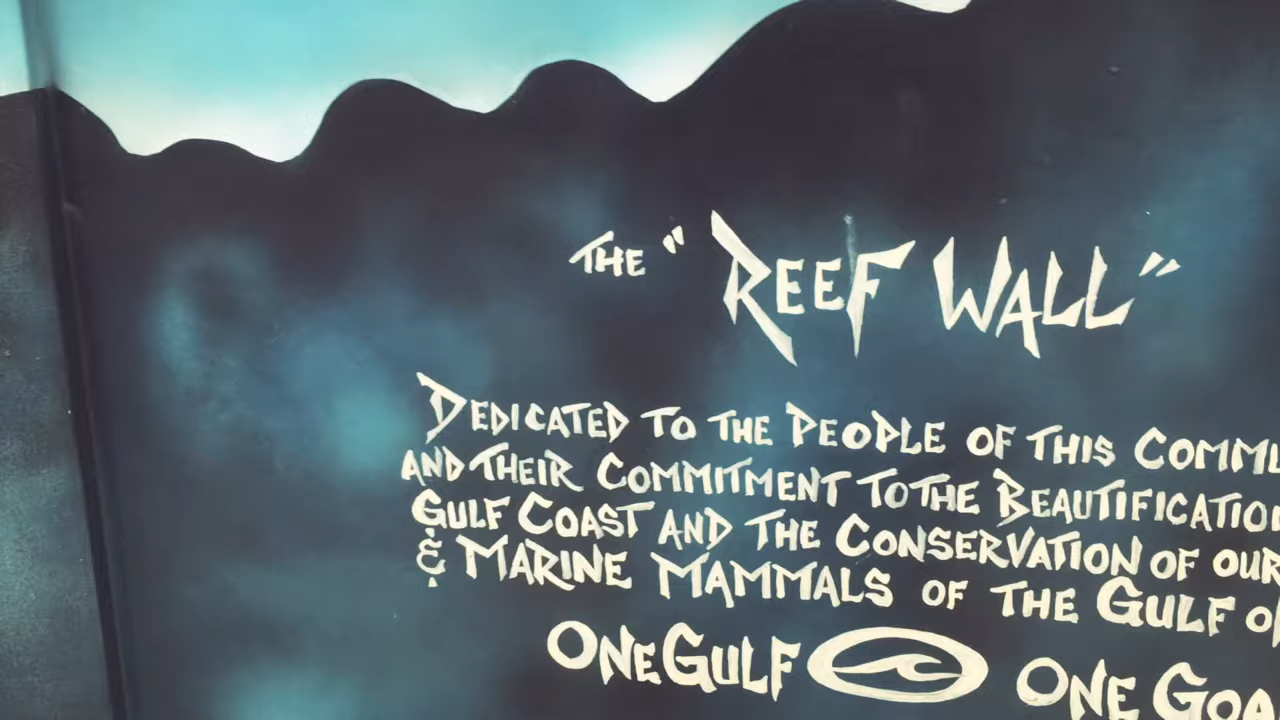 THE "REEF WALL"
DEDICATED TO THE PEOPLE OF THIS
AND THEIR COMMITMENT TO THE
GULF COAST AND THE CONSERVATION OF OUR
& MARINE MAMMALS OF THE GULF
ONE GULF ONE